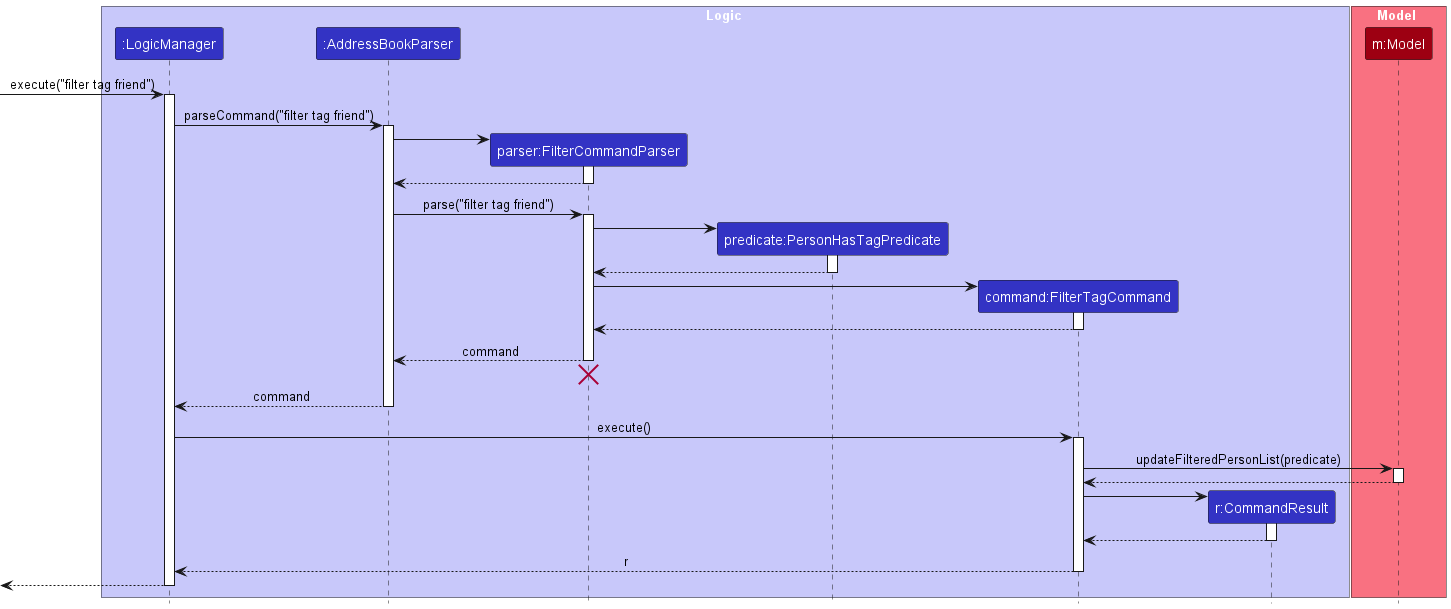 Logic
Model
:LogicManager
:AddressBookParser
m:Model
execute("filter tag friend")
parseCommand("filter tag friend")
parser:FilterCommandParser
parse("filter tag friend")
predicate:PersonHasTagPredicate
command:FilterTagCommand
command
command
execute()
updateFilteredPersonList(predicate)
r:CommandResult
r